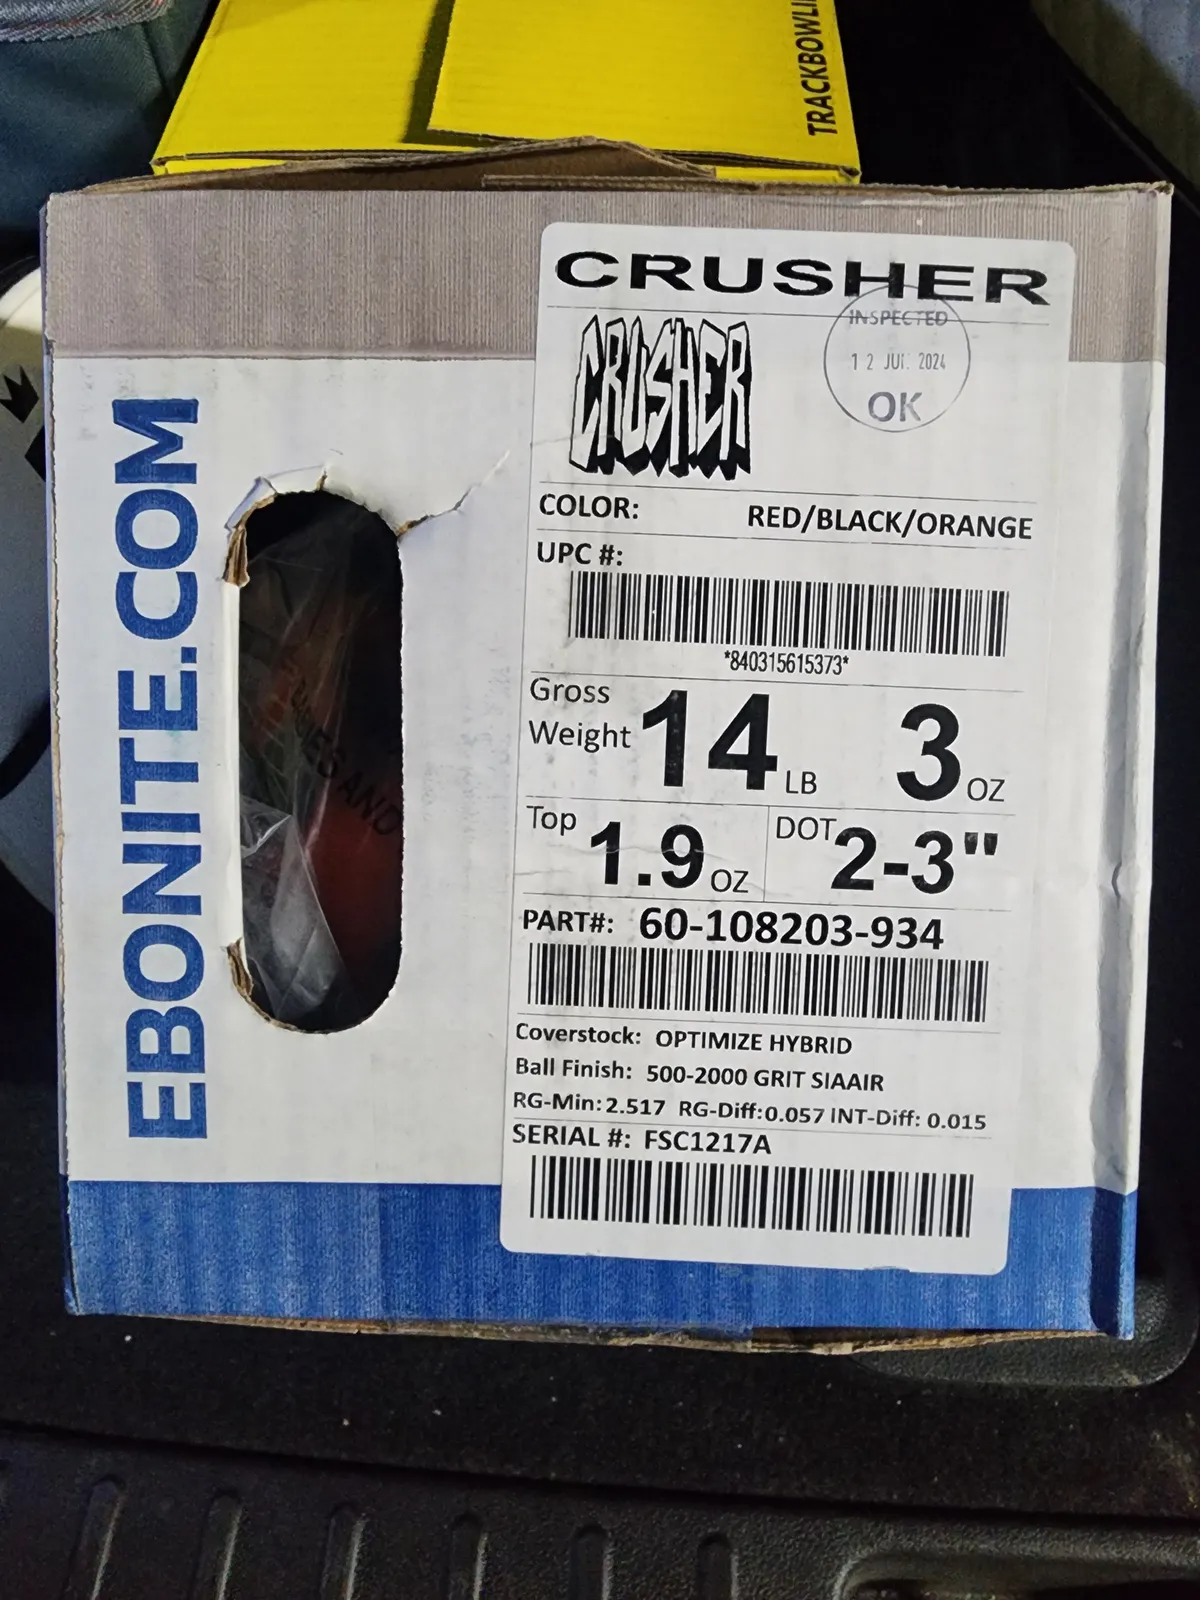 TRACKBOWLI
EBONITE.COM
CRUSHER
CRUSHER
INSPECTED
12 JUL 2024
OK
COLOR: RED/BLACK/ORANGE
UPC #:
*840315615373*
Gross Weight 14 LB 3 OZ
Top 1.9 OZ DOT 2-3"
PART#: 60-108203-934
Coverstock: OPTIMIZE HYBRID
Ball Finish: 500-2000 GRIT SIAAIR
RG-Min: 2.517 RG-Diff:0.057 INT-Diff: 0.015
SERIAL #: FSC1217A
AND